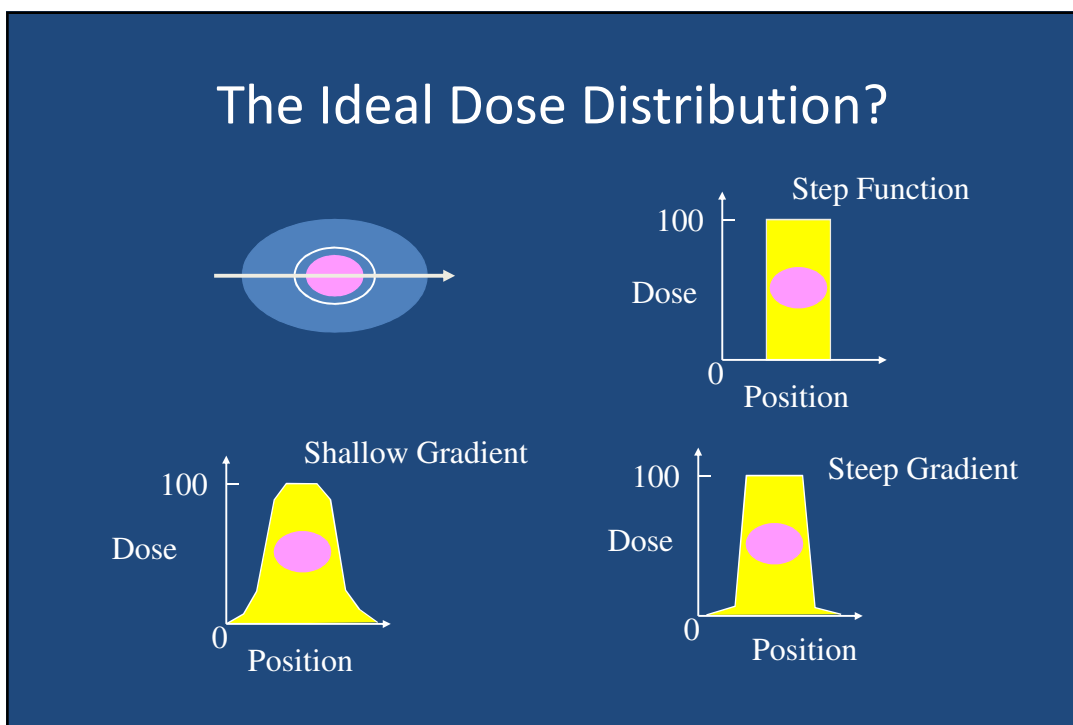 The Ideal Dose Distribution?
Step Function
100
Dose
0
Position
Shallow Gradient
100
Dose
0
Position
Steep Gradient
100
Dose
0
Position